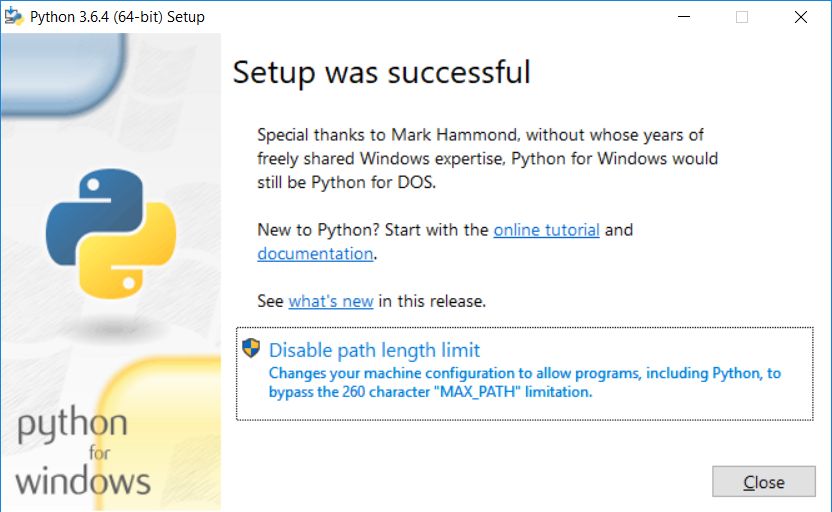 Python 3.6.4 (64-bit) Setup
Setup was successful
Special thanks to Mark Hammond, without whose years of
freely shared Windows expertise, Python for Windows would
still be Python for DOS.
New to Python? Start with the online tutorial and
documentation.
See what's new in this release.
Disable path length limit
Changes your machine configuration to allow programs, including Python, to
bypass the 260 character "MAX_PATH" limitation.
python
for
windows
Close